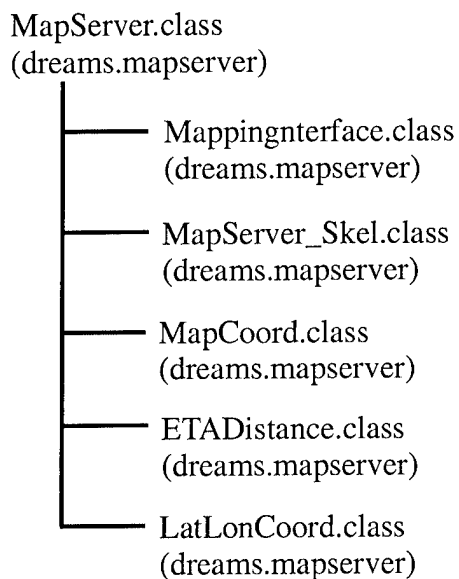 MapServer.class
(dreams.mapserver)
Mappingnterface.class
(dreams.mapserver)
MapServer_Skel.class
(dreams.mapserver)
MapCoord.class
(dreams.mapserver)
ETADistance.class
(dreams.mapserver)
LatLonCoord.class
(dreams.mapserver)